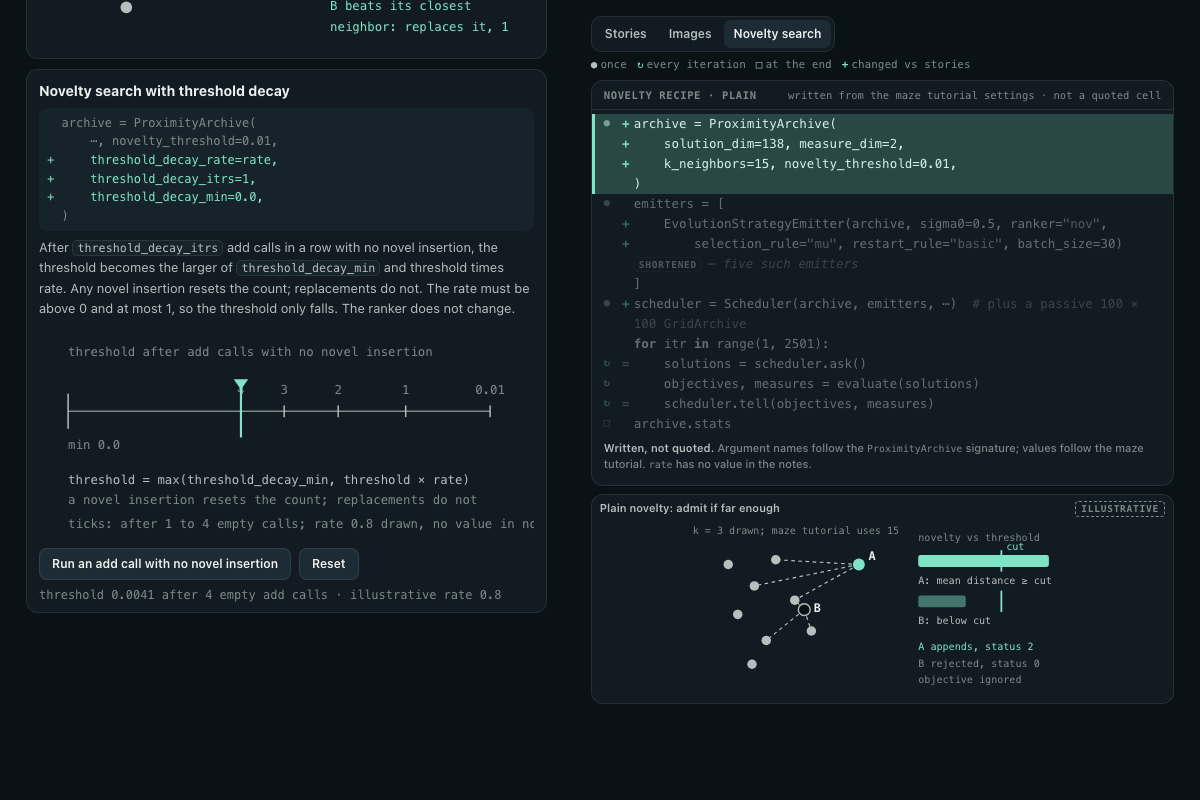 B beats its closest
neighbor: replaces it, 1
Novelty search with threshold decay
archive = ProximityArchive(
⋯, novelty_threshold=0.01,
+ threshold_decay_rate=rate,
+ threshold_decay_itrs=1,
+ threshold_decay_min=0.0,
)
After threshold_decay_itrs add calls in a row with no novel insertion, the
threshold becomes the larger of threshold_decay_min and threshold times
rate. Any novel insertion resets the count; replacements do not. The rate must be
above 0 and at most 1, so the threshold only falls. The ranker does not change.
threshold after add calls with no novel insertion
4 3 2 1 0.01
min 0.0
threshold = max(threshold_decay_min, threshold × rate)
a novel insertion resets the count; replacements do not
ticks: after 1 to 4 empty calls; rate 0.8 drawn, no value in
Run an add call with no novel insertion Reset
threshold 0.0041 after 4 empty add calls · illustrative rate 0.8
Stories Images Novelty search
● once ↻ every iteration □ at the end + changed vs stories
NOVELTY RECIPE · PLAIN written from the maze tutorial settings · not a quoted cell
● + archive = ProximityArchive(
+ solution_dim=138, measure_dim=2,
+ k_neighbors=15, novelty_threshold=0.01,
)
● emitters = [
+ EvolutionStrategyEmitter(archive, sigma0=0.5, ranker="nov",
+ selection_rule="mu", restart_rule="basic", batch_size=30)
SHORTENED ⋯ five such emitters
]
● + scheduler = Scheduler(archive, emitters, ⋯) # plus a passive 100 ×
100 GridArchive
for itr in range(1, 2501):
↻ = solutions = scheduler.ask()
↻ objectives, measures = evaluate(solutions)
↻ = scheduler.tell(objectives, measures)
□ archive.stats
Written, not quoted. Argument names follow the ProximityArchive signature; values follow the maze
tutorial. rate has no value in the notes.
Plain novelty: admit if far enough ILLUSTRATIVE
k = 3 drawn; maze tutorial uses 15
A
B
novelty vs threshold
cut
A: mean distance ≥ cut
B: below cut
A appends, status 2
B rejected, status 0
objective ignored